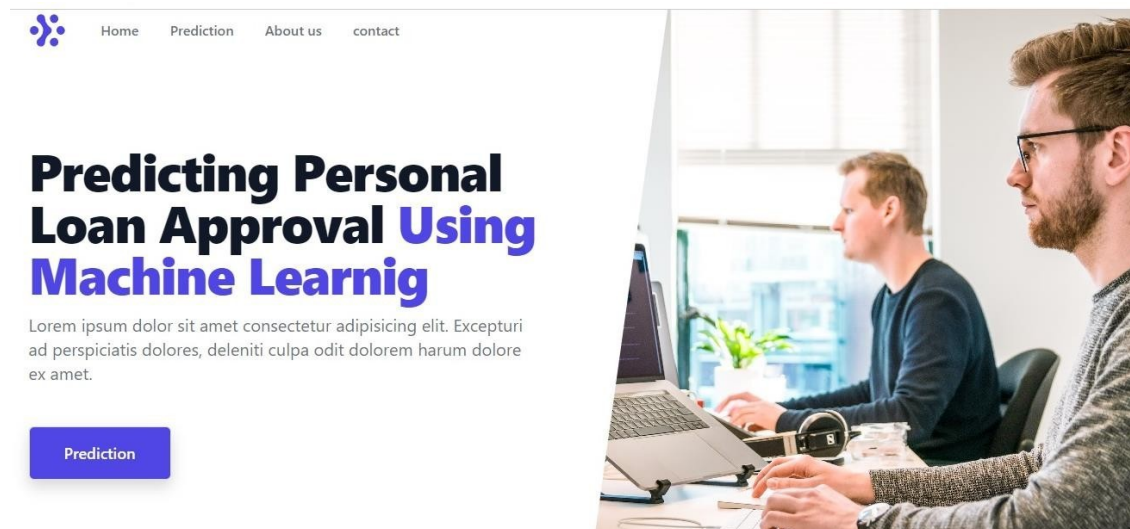 Home Prediction About us contact
Predicting Personal
Loan Approval Using
Machine Learnig
Lorem ipsum dolor sit amet consectetur adipisicing elit. Excepturi
ad perspiciatis dolores, deleniti culpa odit dolorem harum dolore
ex amet.
Prediction